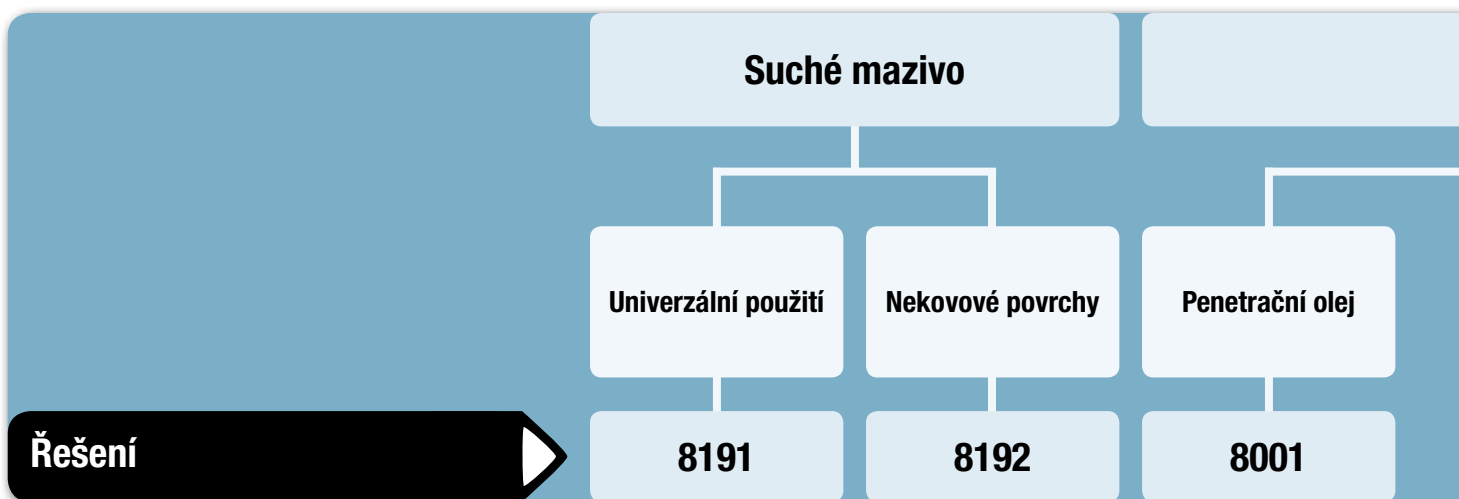 Suché mazivo
Univerzální použití
Nekovové povrchy
Penetrační olej
Řešení
8191
8192
8001